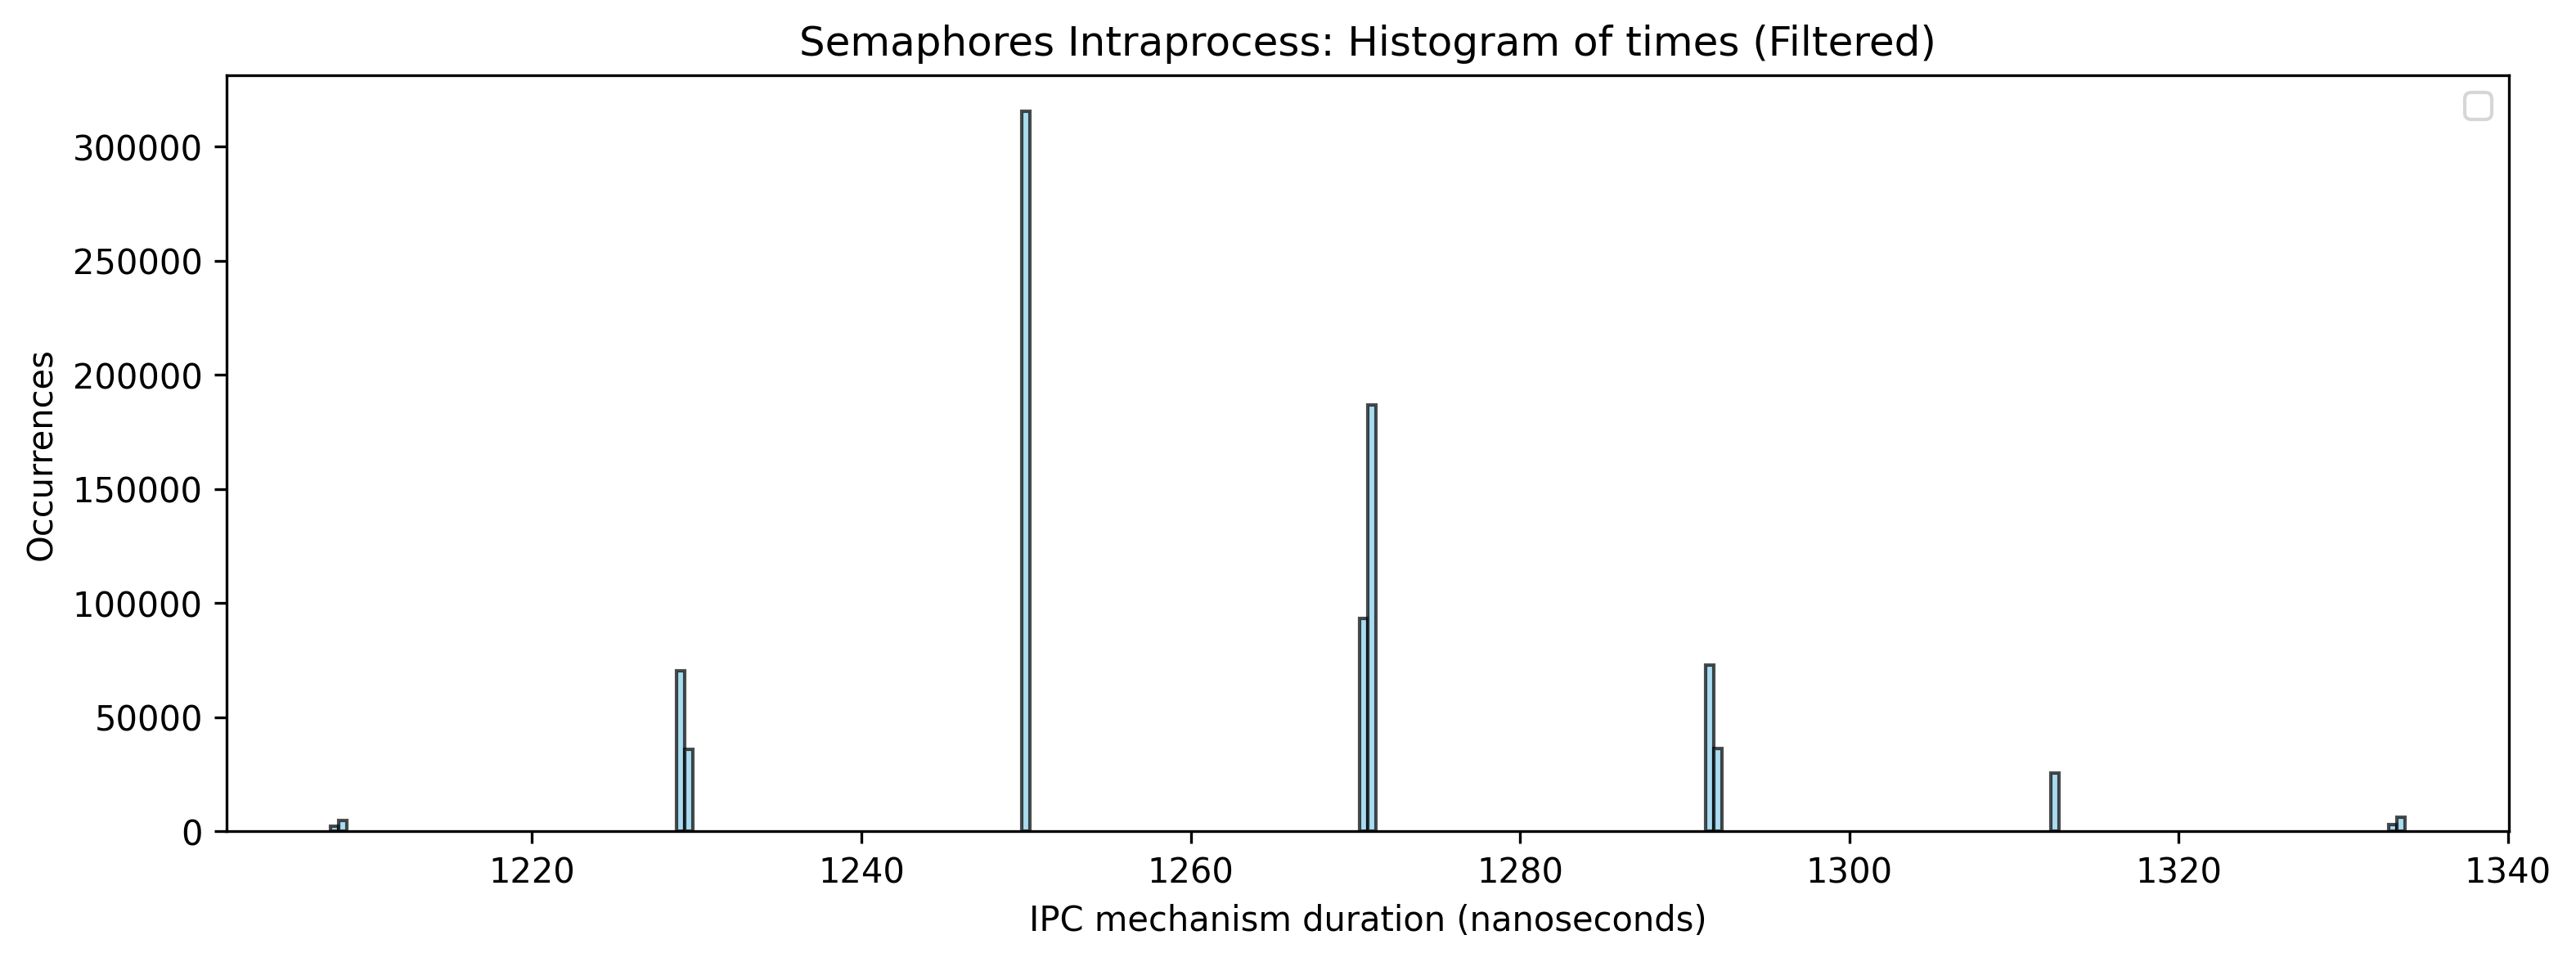 Semaphores Intraprocess: Histogram of times (Filtered)
300000
250000
200000
150000
100000
50000
0
Occurrences
1220 1240 1260 1280 1300 1320 1340
IPC mechanism duration (nanoseconds)